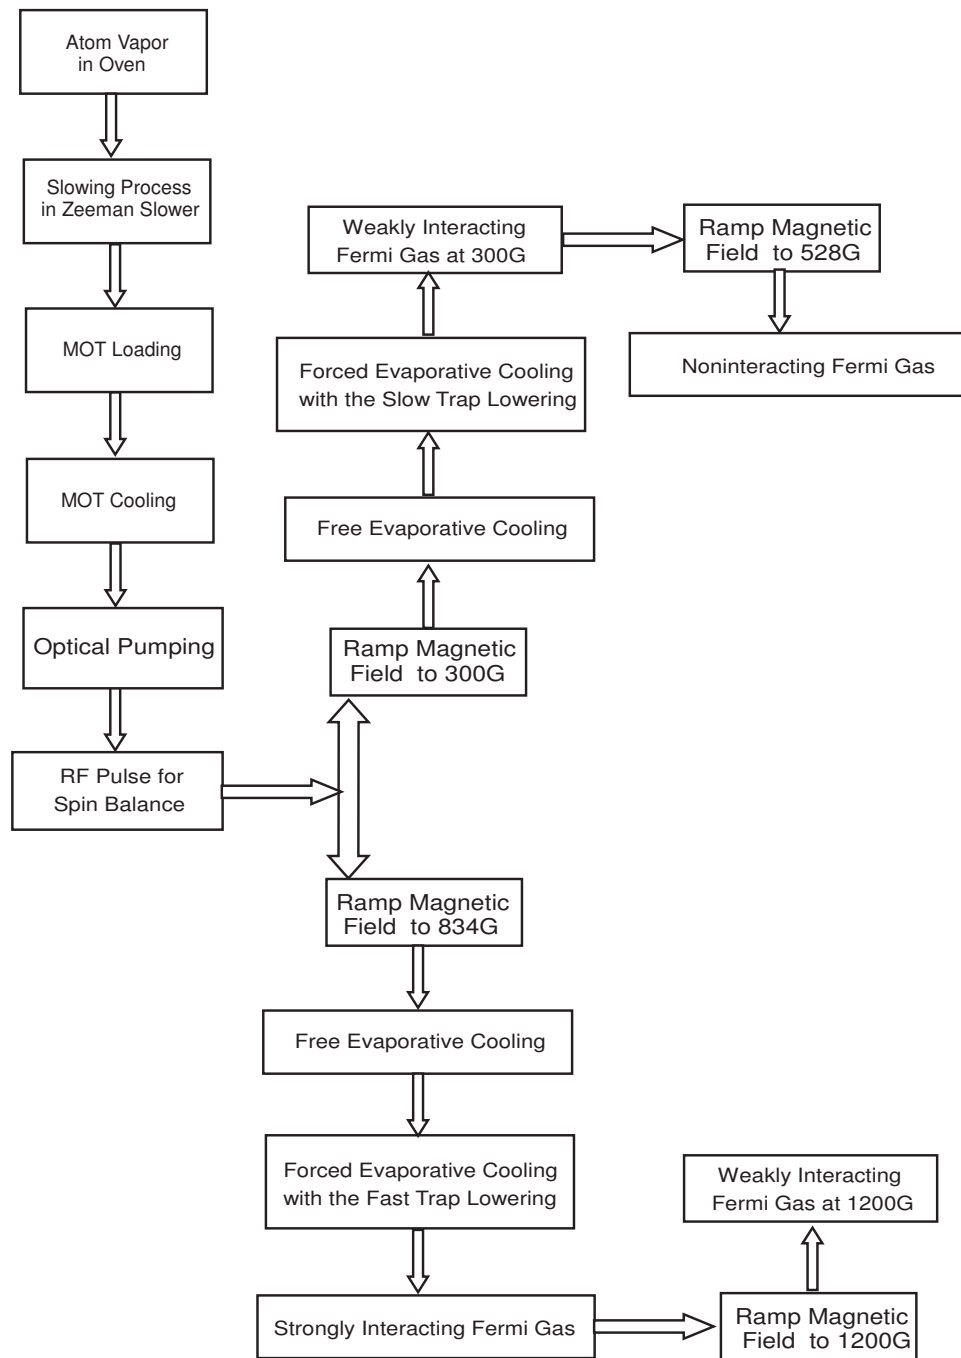 Atom Vapor
in Oven
Slowing Process
in Zeeman Slower
MOT Loading
MOT Cooling
Optical Pumping
RF Pulse for
Spin Balance
Weakly Interacting
Fermi Gas at 300G
Ramp Magnetic
Field to 528G
Noninteracting Fermi Gas
Forced Evaporative Cooling
with the Slow Trap Lowering
Free Evaporative Cooling
Ramp Magnetic
Field to 300G
Ramp Magnetic
Field to 834G
Free Evaporative Cooling
Forced Evaporative Cooling
with the Fast Trap Lowering
Strongly Interacting Fermi Gas
Weakly Interacting
Fermi Gas at 1200G
Ramp Magnetic
Field to 1200G